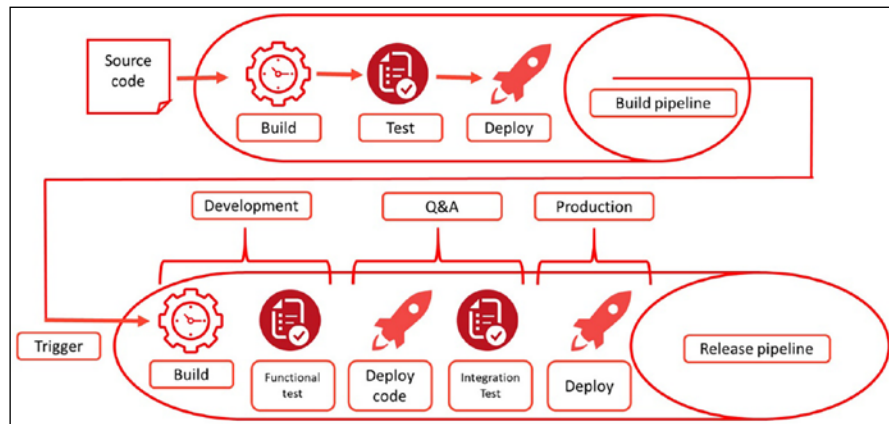 Source
code
Build
Test
Deploy
Build pipeline
Development
Q&A
Production
Trigger
Build
Functional
test
Deploy
code
Integration
Test
Deploy
Release pipeline